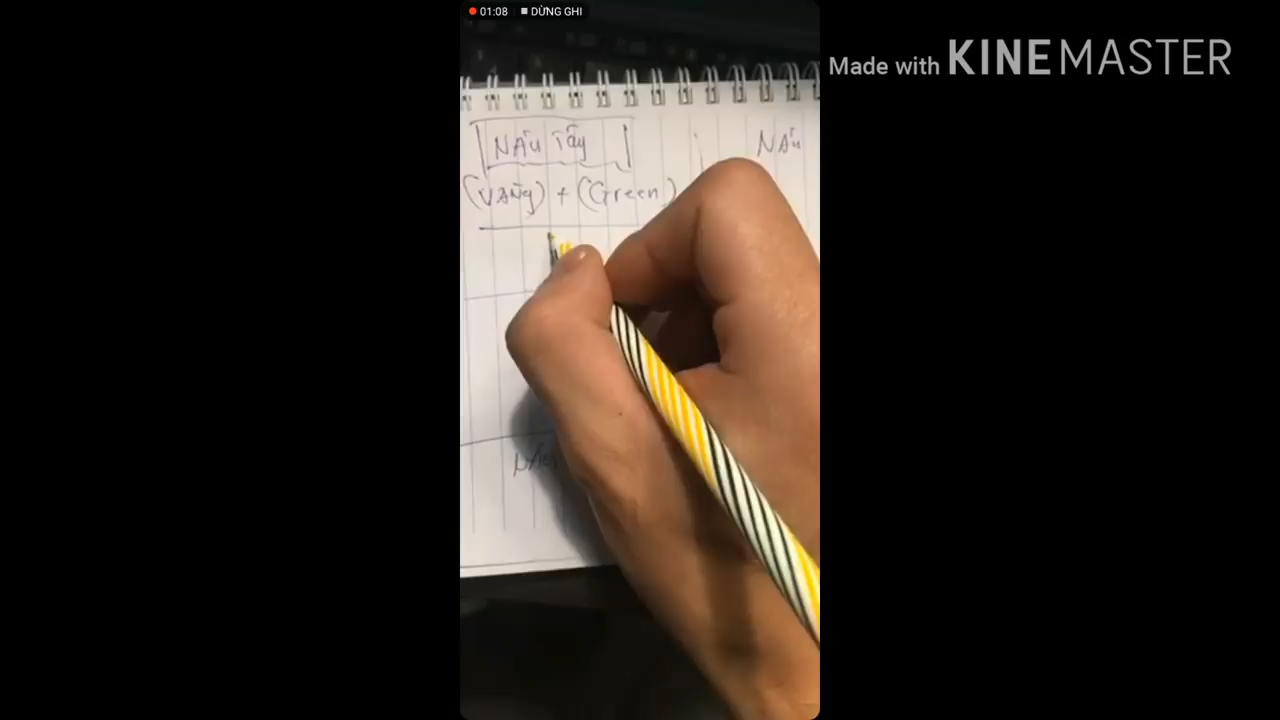 01:08 DỪNG GHI
Made with KINEMASTER
NÂU Tây NÂu
(VÀNG) + (Green)